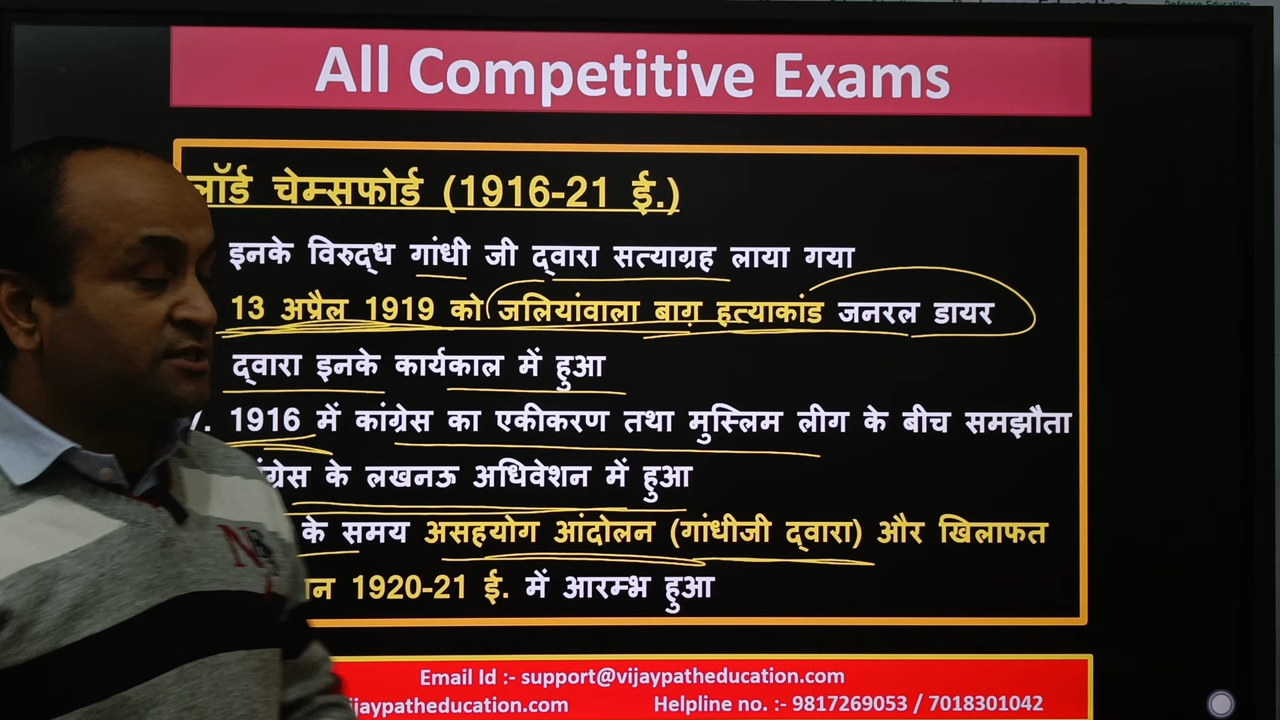 All Competitive Exams
लॉर्ड चेम्सफोर्ड (1916-21 ई.)
इनके विरुद्ध गांधी जी द्वारा सत्याग्रह लाया गया
13 अप्रैल 1919 को जलियांवाला बाग़ हत्याकांड जनरल डायर
द्वारा इनके कार्यकाल में हुआ
1916 में कांग्रेस का एकीकरण तथा मुस्लिम लीग के बीच समझौता
के लखनऊ अधिवेशन में हुआ
के समय असहयोग आंदोलन (गांधीजी द्वारा) और खिलाफत
1920-21 ई. में आरम्भ हुआ
Email Id :- support@vijaypatheducation.com
Helpline no. :- 9817269053 / 7018301042